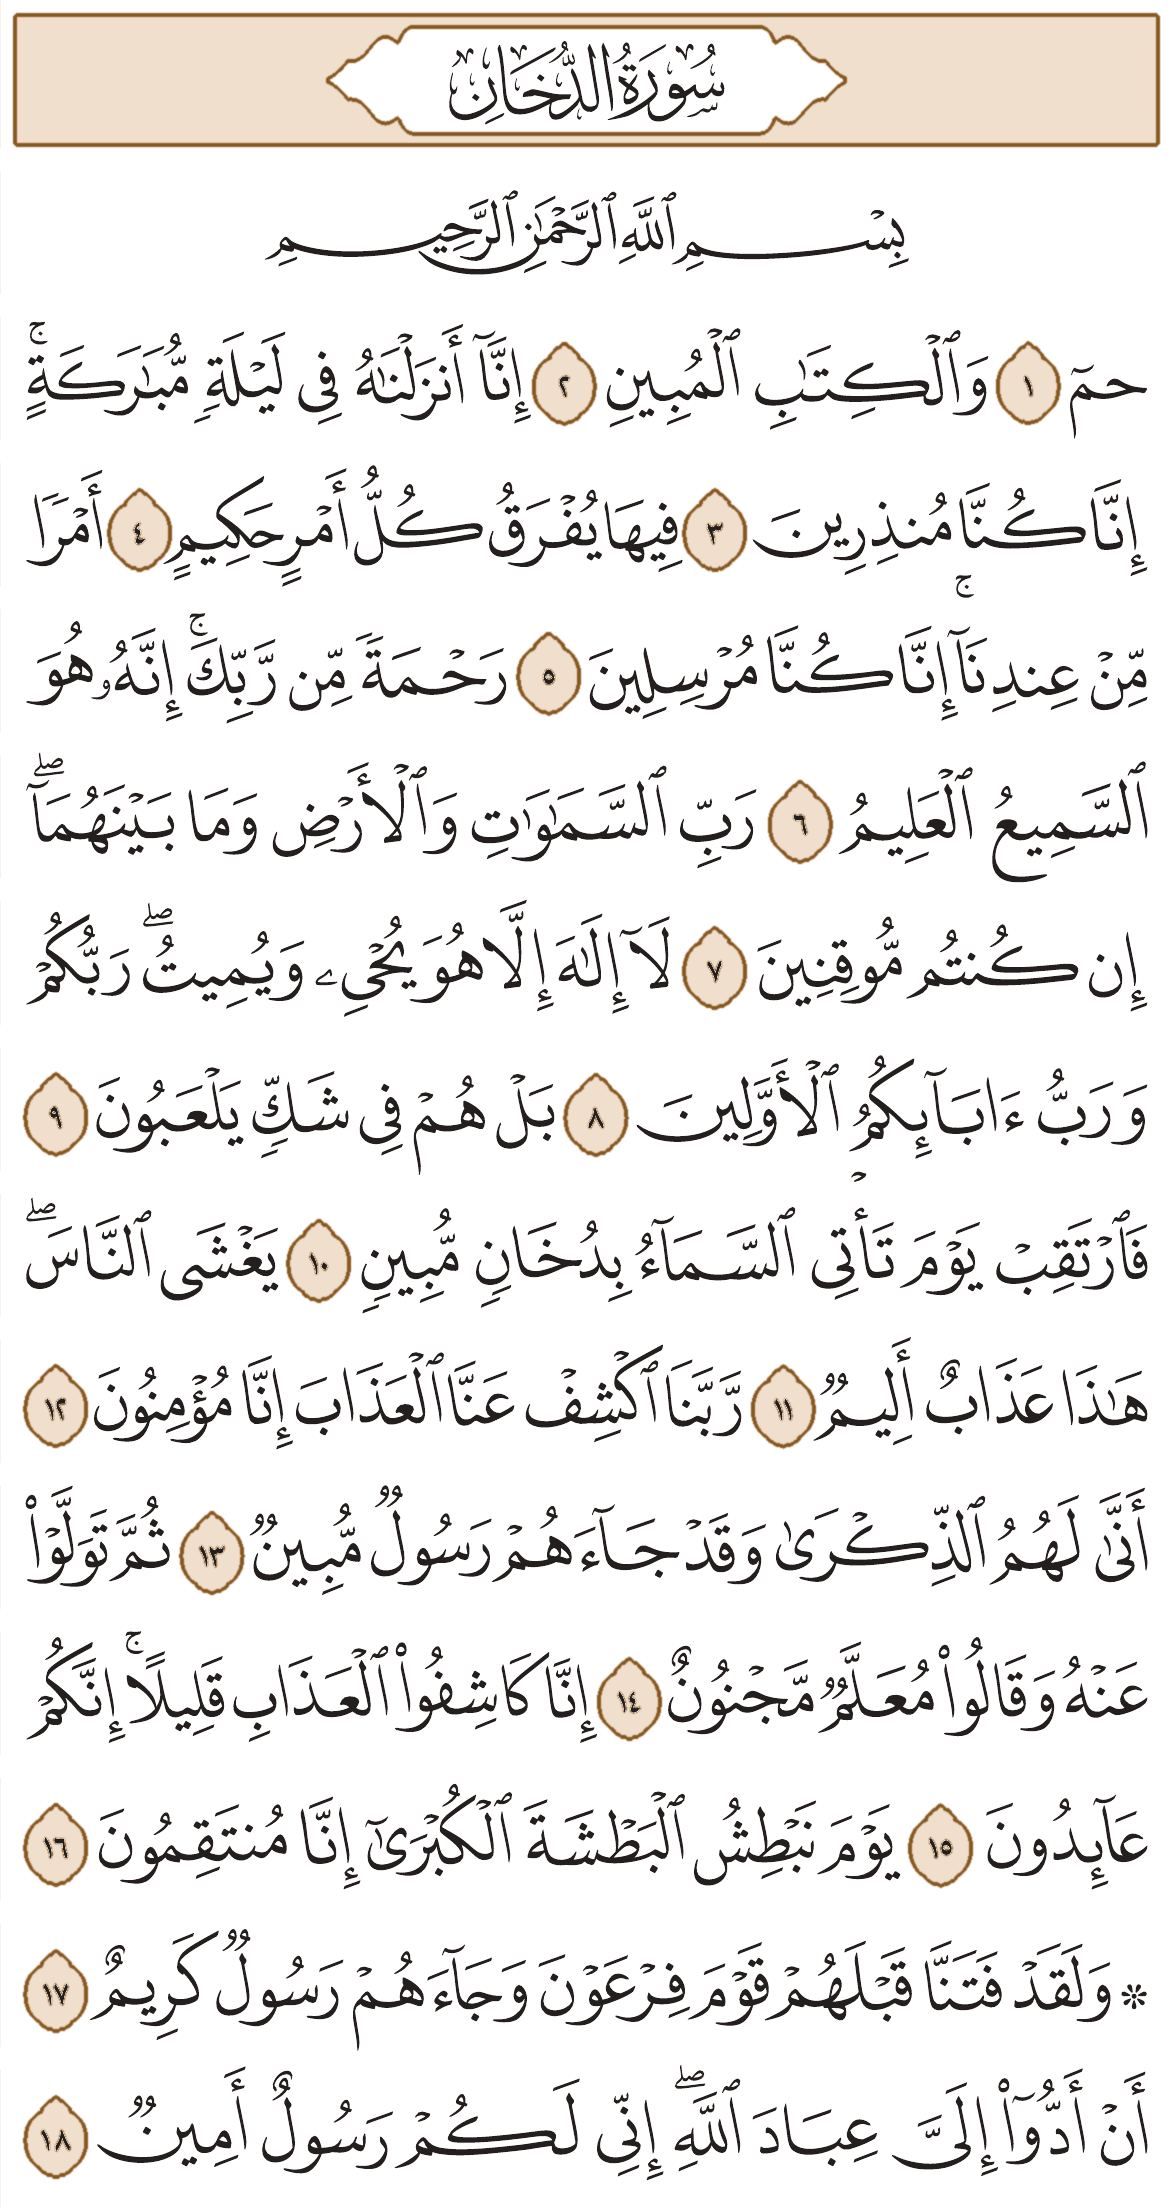 سُورَةُ الدُّخَانِ
بِسْمِ ٱللَّهِ ٱلرَّحْمَٰنِ ٱلرَّحِيمِ
حمٓ ١ وَٱلْكِتَٰبِ ٱلْمُبِينِ ٢ إِنَّآ أَنزَلْنَٰهُ فِى لَيْلَةٍ مُّبَٰرَكَةٍۚ
إِنَّا كُنَّا مُنذِرِينَ ٣ فِيهَا يُفْرَقُ كُلُّ أَمْرٍ حَكِيمٍ ٤ أَمْرًا
مِّنْ عِندِنَآۚ إِنَّا كُنَّا مُرْسِلِينَ ٥ رَحْمَةً مِّن رَّبِّكَۚ إِنَّهُۥ هُوَ
ٱلسَّمِيعُ ٱلْعَلِيمُ ٦ رَبِّ ٱلسَّمَٰوَٰتِ وَٱلْأَرْضِ وَمَا بَيْنَهُمَآۖ
إِن كُنتُم مُّوقِنِينَ ٧ لَآ إِلَٰهَ إِلَّا هُوَ يُحْىِۦ وَيُمِيتُۖ رَبُّكُمْ
وَرَبُّ ءَابَآئِكُمُ ٱلْأَوَّلِينَ ٨ بَلْ هُمْ فِى شَكٍّ يَلْعَبُونَ ٩
فَٱرْتَقِبْ يَوْمَ تَأْتِى ٱلسَّمَآءُ بِدُخَانٍ مُّبِينٍ ١٠ يَغْشَى ٱلنَّاسَۖ
هَٰذَا عَذَابٌ أَلِيمٌ ١١ رَّبَّنَا ٱكْشِفْ عَنَّا ٱلْعَذَابَ إِنَّا مُؤْمِنُونَ ١٢
أَنَّىٰ لَهُمُ ٱلذِّكْرَىٰ وَقَدْ جَآءَهُمْ رَسُولٌ مُّبِينٌ ١٣ ثُمَّ تَوَلَّوْا۟
عَنْهُ وَقَالُوا۟ مُعَلَّمٌ مَّجْنُونٌ ١٤ إِنَّا كَاشِفُوا۟ ٱلْعَذَابِ قَلِيلًاۚ إِنَّكُمْ
عَآئِدُونَ ١٥ يَوْمَ نَبْطِشُ ٱلْبَطْشَةَ ٱلْكُبْرَىٰٓ إِنَّا مُنتَقِمُونَ ١٦
۞ وَلَقَدْ فَتَنَّا قَبْلَهُمْ قَوْمَ فِرْعَوْنَ وَجَآءَهُمْ رَسُولٌ كَرِيمٌ ١٧
أَنْ أَدُّوٓا۟ إِلَىَّ عِبَادَ ٱللَّهِۖ إِنِّى لَكُمْ رَسُولٌ أَمِينٌ ١٨